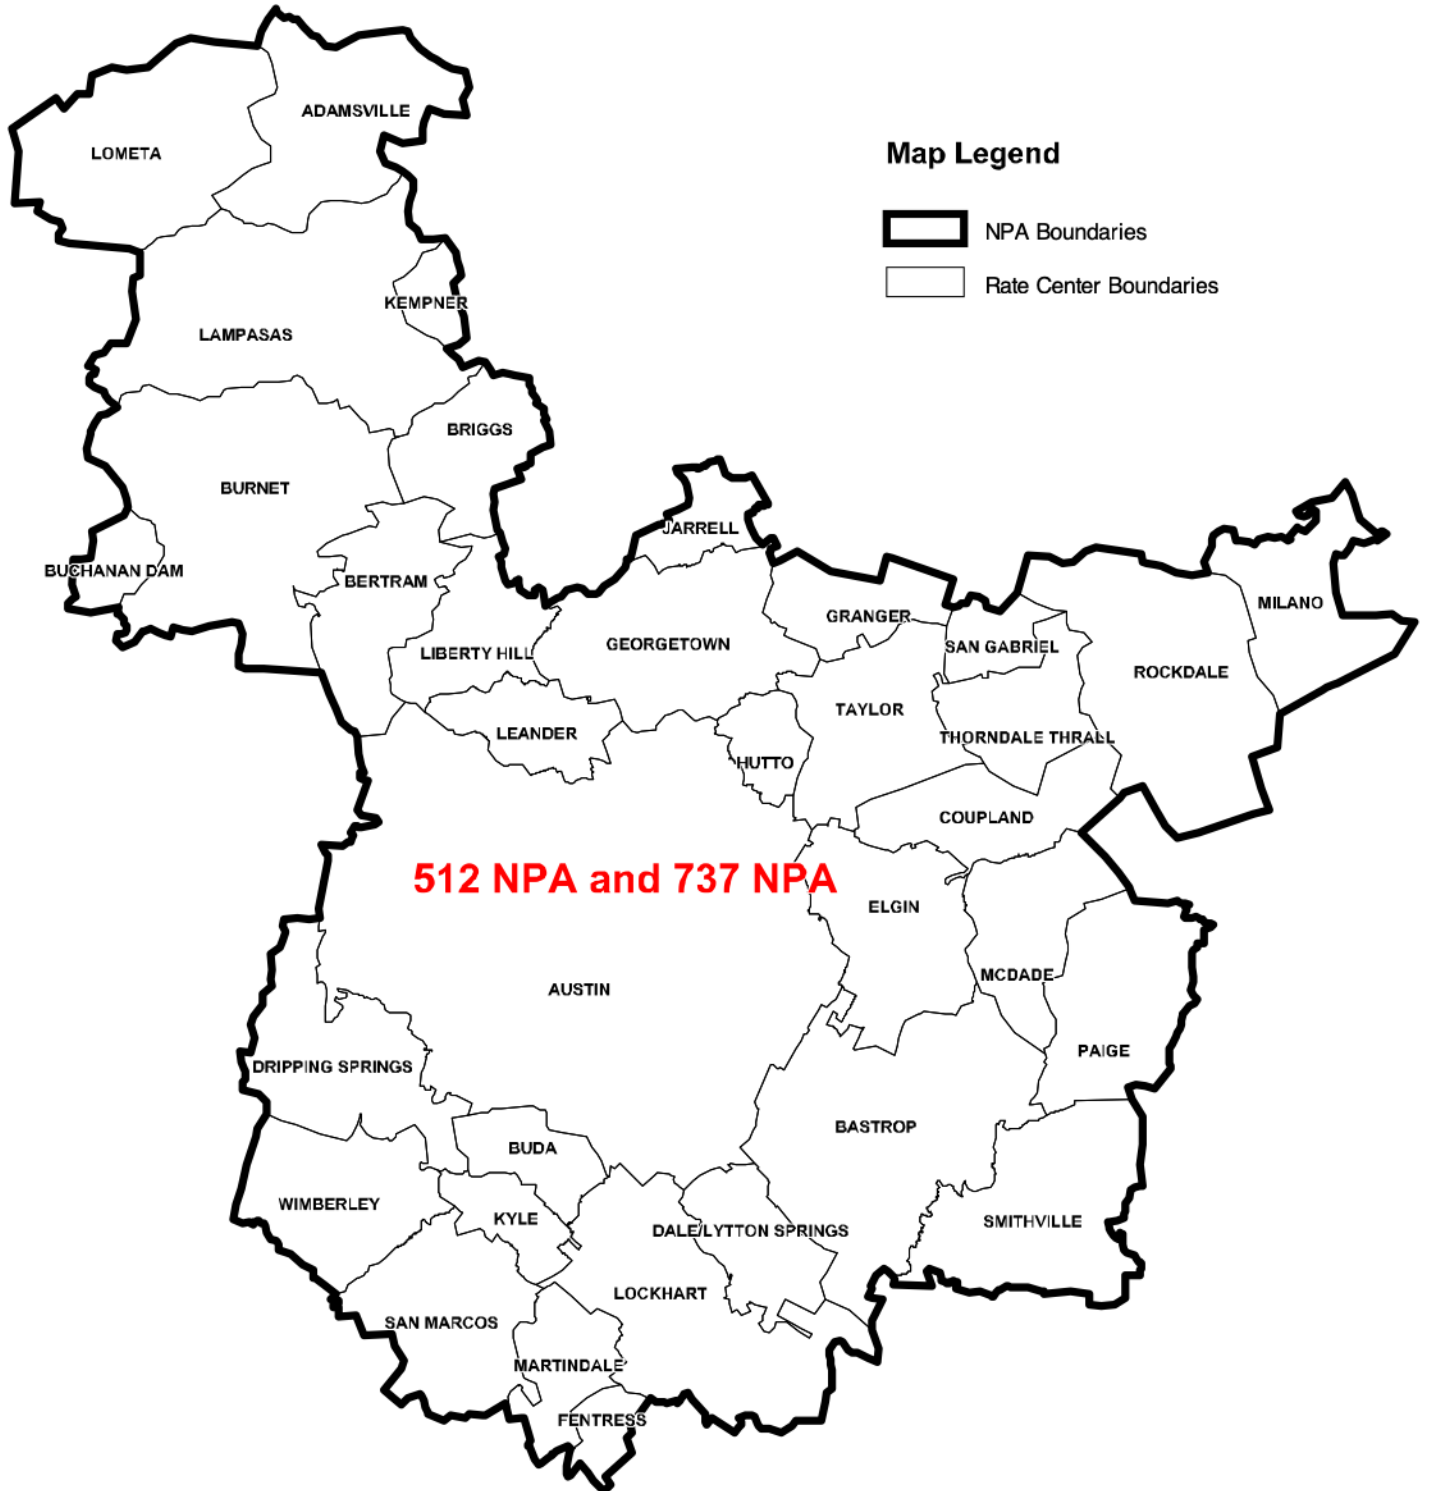 ADAMSVILLE
LOMETA
Map Legend
NPA Boundaries
Rate Center Boundaries
KEMPNER
LAMPASAS
BRIGGS
BURNET
JARRELL
BUCHANAN DAM
BERTRAM
MILANO
GRANGER
GEORGETOWN
SAN GABRIEL
LIBERTY HILL
ROCKDALE
TAYLOR
LEANDER
THORNDALE THRALL
HUTTO
COUPLAND
512 NPA and 737 NPA
ELGIN
MCDADE
AUSTIN
PAIGE
DRIPPING SPRINGS
BASTROP
BUDA
WIMBERLEY
KYLE
SMITHVILLE
DALE/LYTTON SPRINGS
LOCKHART
SAN MARCOS
MARTINDALE
FENTRESS